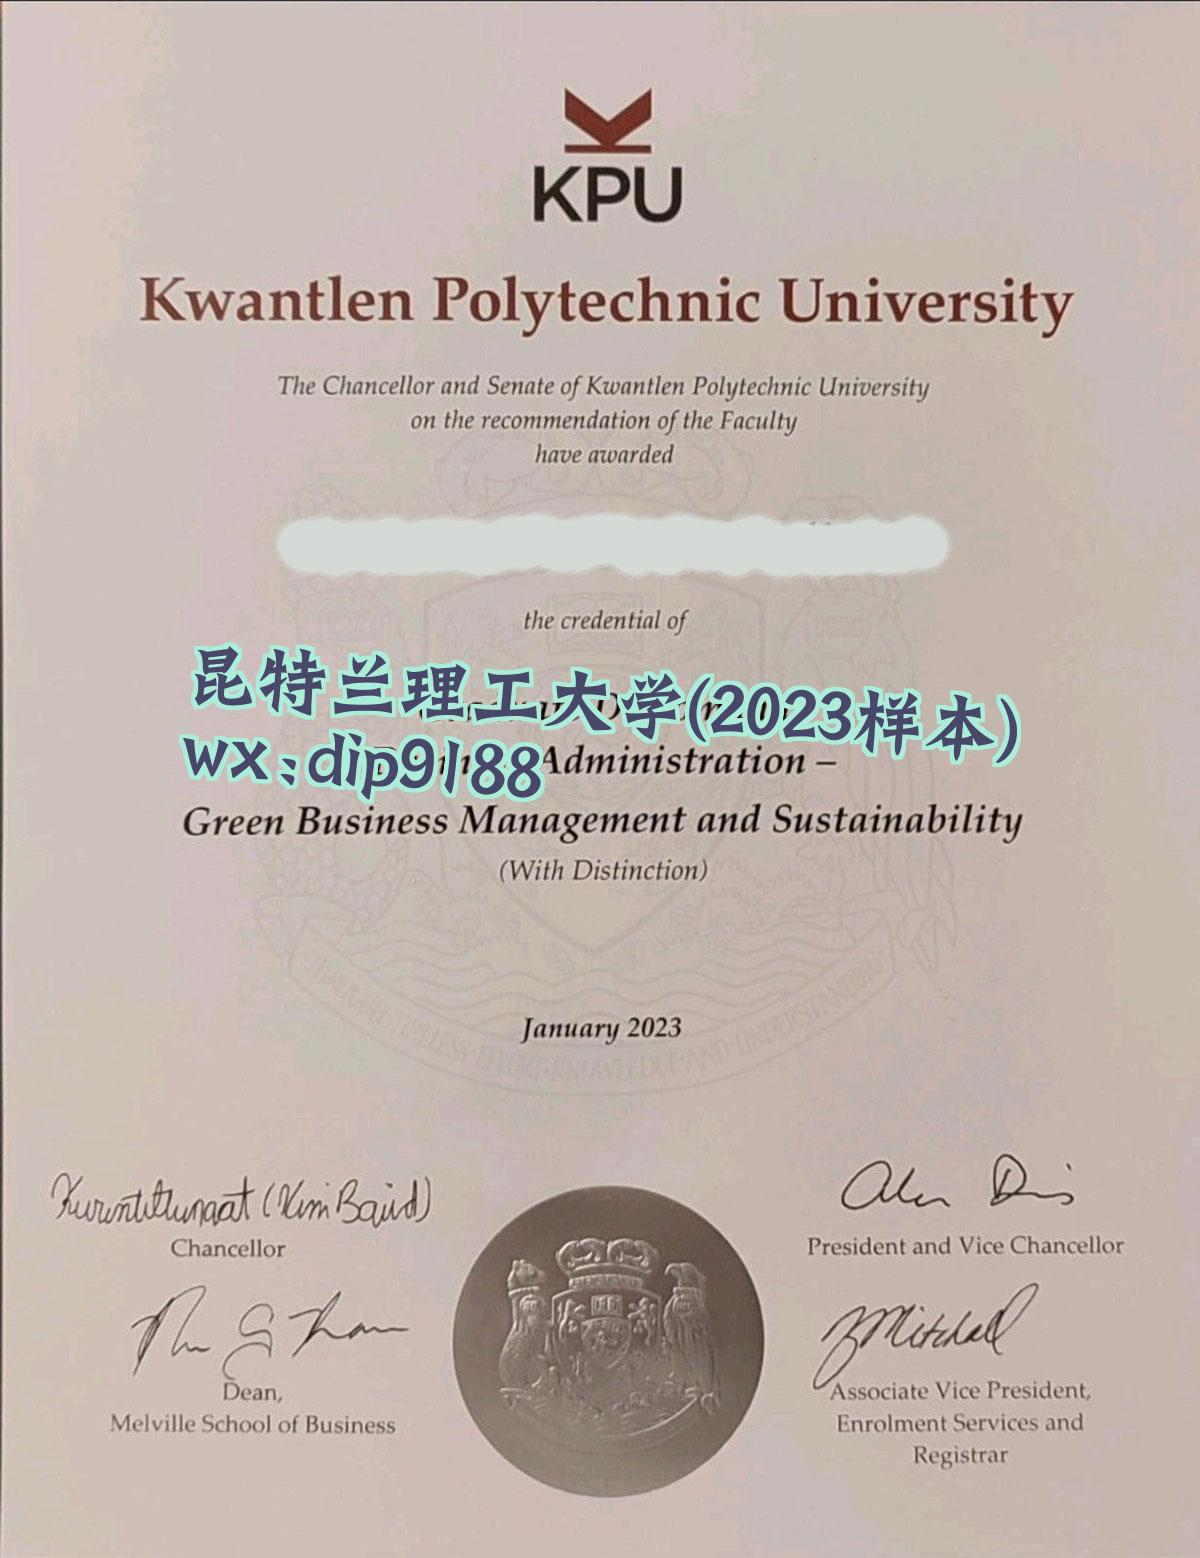 KPU
Kwantlen Polytechnic University
The Chancellor and Senate of Kwantlen Polytechnic University
on the recommendation of the Faculty
have awarded
the credential of
昆特兰理工大学(2023样本)
wx:dip9188
Administration –
Green Business Management and Sustainability
(With Distinction)
January 2023
(Kim Baird)
Chancellor
President and Vice Chancellor
Mitchell
Dean,
Melville School of Business
Associate Vice President,
Enrolment Services and
Registrar